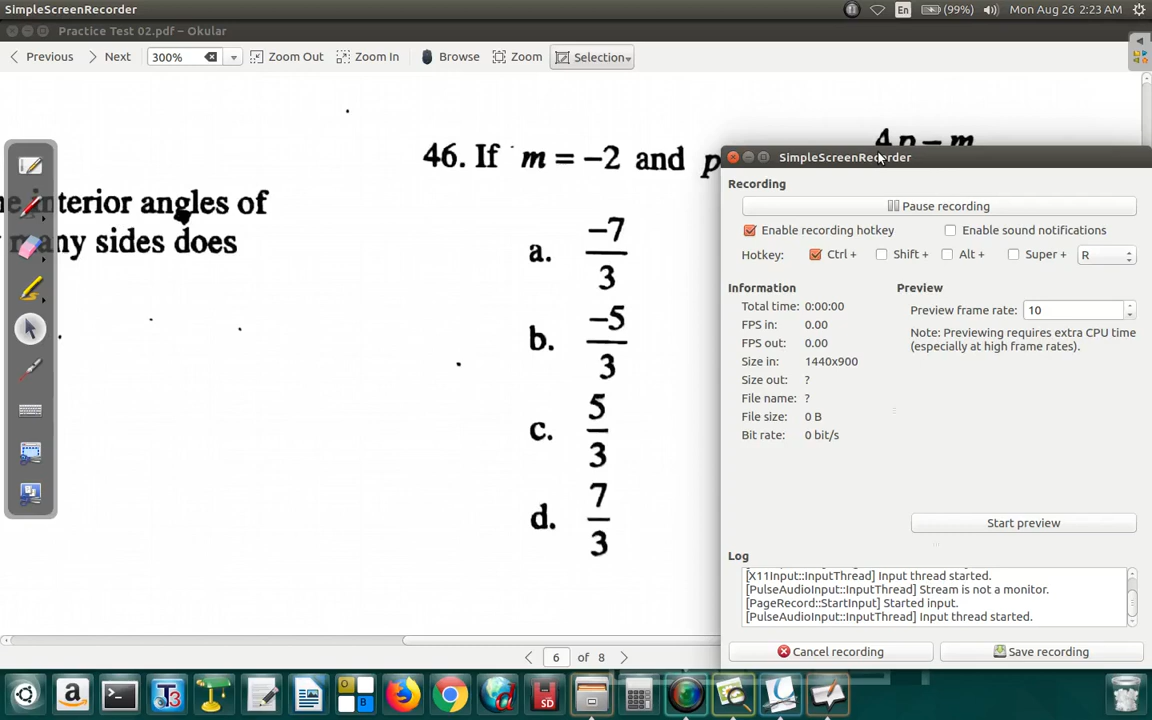 SimpleScreenRecorder
En
(99%)
Mon Aug 26 2:23 AM
Practice Test 02.pdf – Okular
Previous
Next
300%
Zoom Out
Zoom In
Browse
Zoom
Selection
46. If m = −2 and p
4p − m
interior angles of
many sides does
a. −7/3
b. −5/3
c. 5/3
d. 7/3
SimpleScreenRecorder
Recording
Pause recording
Enable recording hotkey
Enable sound notifications
Hotkey:
Ctrl +
Shift +
Alt +
Super +
R
Information
Total time: 0:00:00
FPS in: 0.00
FPS out: 0.00
Size in: 1440x900
Size out: ?
File name: ?
File size: 0 B
Bit rate: 0 bit/s
Preview
Preview frame rate: 10
Note: Previewing requires extra CPU time
(especially at high frame rates).
Start preview
Log
[X11Input::InputThread] Input thread started.
[PulseAudioInput::InputThread] Stream is not a monitor.
[PageRecord::StartInput] Started input.
[PulseAudioInput::InputThread] Input thread started.
Cancel recording
Save recording
6 of 8
SD